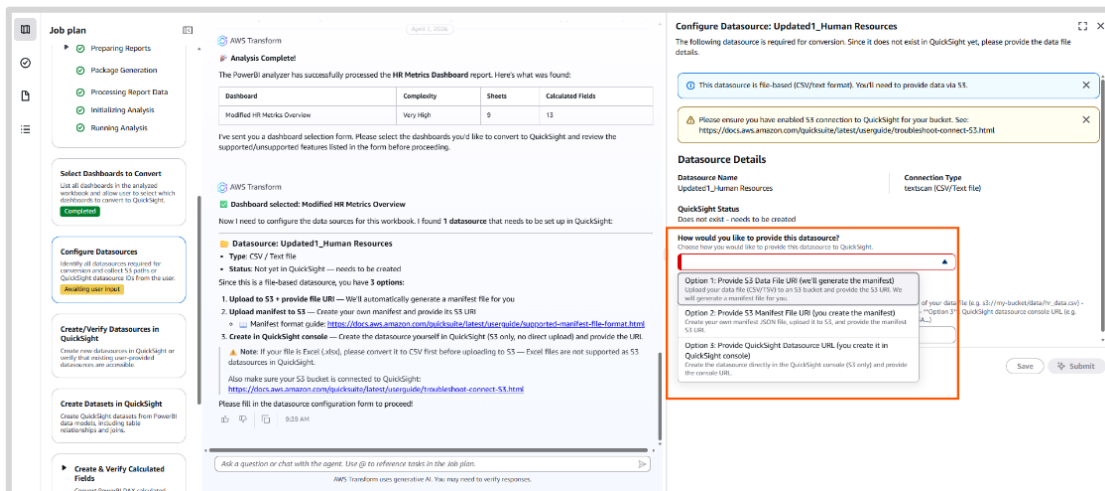 Job plan
Preparing Reports
Package Generation
Processing Report Data
Initializing Analysis
Running Analysis
Select Dashboards to Convert
List all dashboards in the analyzed
workbook and allow user to select which
dashboards to convert to QuickSight.
Completed
Configure Datasources
Identify all datasources required for
conversion and collect S3 paths or
QuickSight datasource IDs from the user.
Awaiting user input
Create/Verify Datasources in
QuickSight
Create new datasources in QuickSight or
verify that existing user-provided
datasources are accessible.
Create Datasets in QuickSight
Create QuickSight datasets from PowerBI
data models, including table
relationships and joins.
Create & Verify Calculated
Fields
Convert PowerBI DAX calculated
April 7, 2026
AWS Transform
Analysis Complete!
The PowerBI analyzer has successfully processed the HR Metrics Dashboard report. Here's what was found:
Dashboard Complexity Sheets Calculated Fields
Modified HR Metrics Overview Very High 9 13
I've sent you a dashboard selection form. Please select the dashboards you'd like to convert to QuickSight and review the
supported/unsupported features listed in the form before proceeding.
AWS Transform
Dashboard selected: Modified HR Metrics Overview
Now I need to configure the data sources for this workbook. I found 1 datasource that needs to be set up in QuickSight:
Datasource: Updated1_Human Resources
• Type: CSV / Text file
• Status: Not yet in QuickSight — needs to be created
Since this is a file-based datasource, you have 3 options:
1. Upload to S3 + provide file URI — We'll automatically generate a manifest file for you
2. Upload manifest to S3 — Create your own manifest and provide its S3 URI
Manifest format guide: https://docs.aws.amazon.com/quicksuite/latest/userguide/supported-manifest-file-format.html
3. Create in QuickSight console — Create the datasource yourself in QuickSight (S3 only, no direct upload) and provide the URL
Note: If your file is Excel (.xlsx), please convert it to CSV first before uploading to S3 — Excel files are not supported as S3
datasources in QuickSight.
Also make sure your S3 bucket is connected to QuickSight:
https://docs.aws.amazon.com/quicksuite/latest/userguide/troubleshoot-connect-S3.html
Please fill in the datasource configuration form to proceed!
9:29 AM
Ask a question or chat with the agent. Use @ to reference tasks in the Job plan.
AWS Transform uses generative AI. You may need to verify responses.
Configure Datasource: Updated1_Human Resources
The following datasource is required for conversion. Since it does not exist in QuickSight yet, please provide the data file
details.
This datasource is file-based (CSV/text format). You'll need to provide data via S3.
Please ensure you have enabled S3 connection to QuickSight for your bucket. See:
https://docs.aws.amazon.com/quicksuite/latest/userguide/troubleshoot-connect-S3.html
Datasource Details
Datasource Name
Updated1_Human Resources
Connection Type
textscan (CSV/Text file)
QuickSight Status
Does not exist - needs to be created
How would you like to provide this datasource?
Choose how you would like to provide this datasource to QuickSight.
Option 1: Provide S3 Data File URI (we'll generate the manifest)
Upload your data file (CSV/TSV) to an S3 bucket and provide the S3 URI. We
will generate a manifest file for you.
Option 2: Provide S3 Manifest File URI (you create the manifest)
Create your own manifest JSON file, upload it to S3, and provide the manifest
S3 URI.
Option 3: Provide QuickSight Datasource URL (you create it in
QuickSight console)
Create the datasource directly in the QuickSight console (S3 only) and provide
the console URL.
of your data file (e.g. s3://my-bucket/data/hr_data.csv) -
- **Option 3**: QuickSight datasource console URL (e.g.
Save
Submit